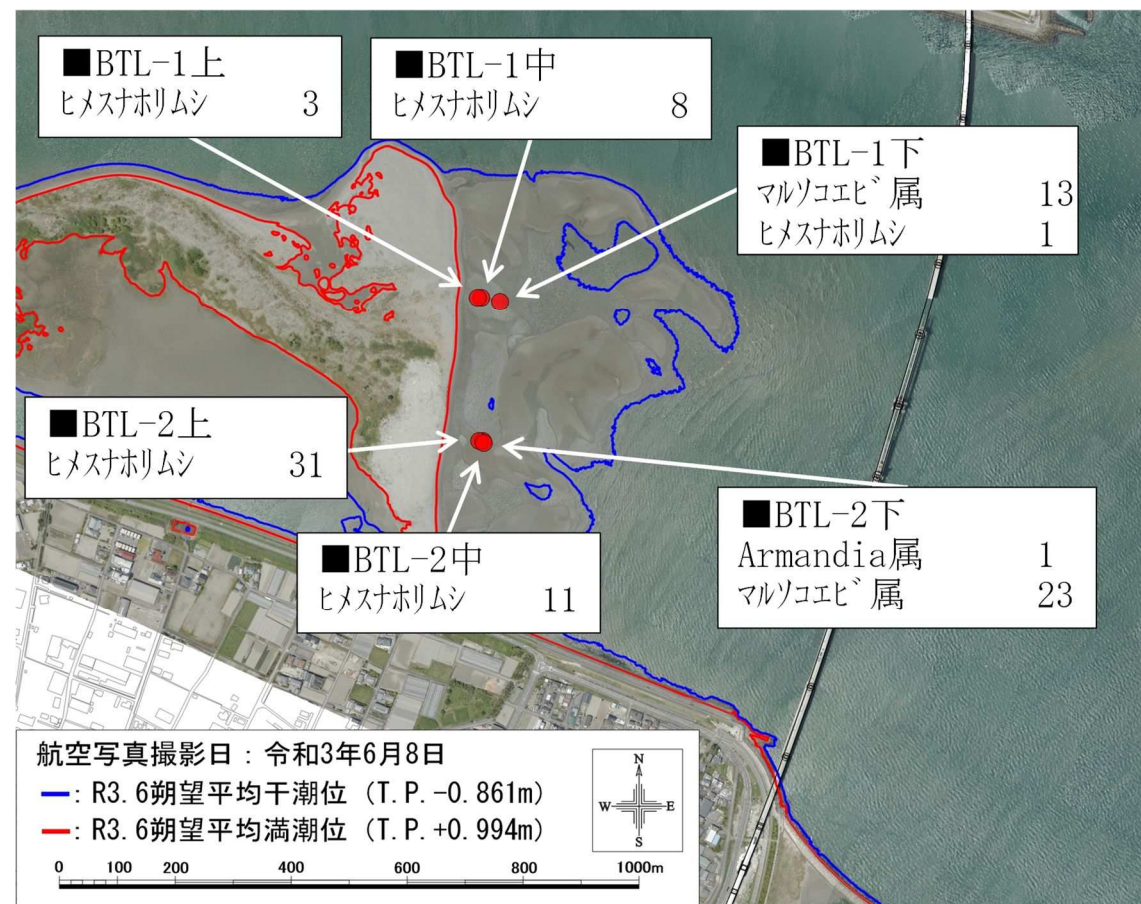 ■BTL-1上
ヒメスナホリムシ 3
■BTL-1中
ヒメスナホリムシ 8
■BTL-1下
マルソコエビ属 13
ヒメスナホリムシ 1
■BTL-2上
ヒメスナホリムシ 31
■BTL-2中
ヒメスナホリムシ 11
■BTL-2下
Armandia属 1
マルソコエビ属 23
航空写真撮影日：令和3年6月8日
：R3.6朔望平均干潮位（T.P.-0.861m）
：R3.6朔望平均満潮位（T.P.+0.994m）
N
W E
S
0 100 200 400 600 800 1000m